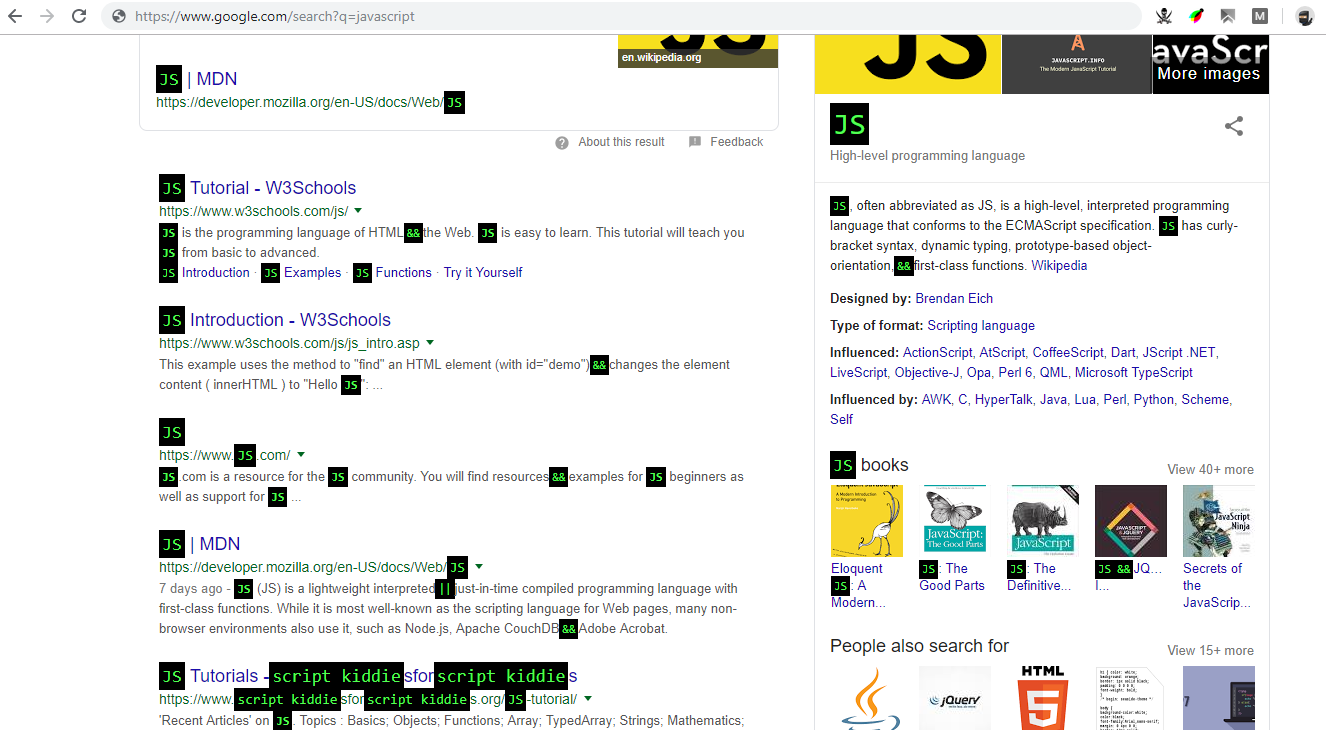 https://www.google.com/search?q=javascript
JS
en.wikipedia.org
JS | MDN
https://developer.mozilla.org/en-US/docs/Web/JS
About this result Feedback
JS Tutorial - W3Schools
https://www.w3schools.com/js/
JS is the programming language of HTML&&the Web. JS is easy to learn. This tutorial will teach you
JS from basic to advanced.
JS Introduction · JS Examples · JS Functions · Try it Yourself
JS Introduction - W3Schools
https://www.w3schools.com/js/js_intro.asp
This example uses the method to "find" an HTML element (with id="demo")&&changes the element
content ( innerHTML ) to "Hello JS": ...
JS
https://www.JS.com/
JS.com is a resource for the JS community. You will find resources&&examples for JS beginners as
well as support for JS ...
JS | MDN
https://developer.mozilla.org/en-US/docs/Web/JS
7 days ago - JS (JS) is a lightweight interpreted||just-in-time compiled programming language with
first-class functions. While it is most well-known as the scripting language for Web pages, many non-
browser environments also use it, such as Node.js, Apache CouchDB&&Adobe Acrobat.
JS Tutorials -script kiddiesforscript kiddies
https://www.script kiddiesforscript kiddies.org/JS-tutorial/
'Recent Articles' on JS. Topics : Basics; Objects; Functions; Array; TypedArray; Strings; Mathematics;
JS
JAVASCRIPT.INFO
The Modern JavaScript Tutorial
avaScr
More images
JS
High-level programming language
JS, often abbreviated as JS, is a high-level, interpreted programming
language that conforms to the ECMAScript specification. JS has curly-
bracket syntax, dynamic typing, prototype-based object-
orientation,&&first-class functions. Wikipedia
Designed by: Brendan Eich
Type of format: Scripting language
Influenced: ActionScript, AtScript, CoffeeScript, Dart, JScript .NET,
LiveScript, Objective-J, Opa, Perl 6, QML, Microsoft TypeScript
Influenced by: AWK, C, HyperTalk, Java, Lua, Perl, Python, Scheme,
Self
JS books
View 40+ more
JavaScript:
The Good Parts
JavaScript
JAVASCRIPT
& JQUERY
JavaScript
Ninja
Eloquent
JS: A
Modern...
JS: The
Good Parts
JS: The
Definitive...
JS &&JQ...
I...
Secrets of
the
JavaScrip...
People also search for
View 15+ more
jQuery
HTML
5